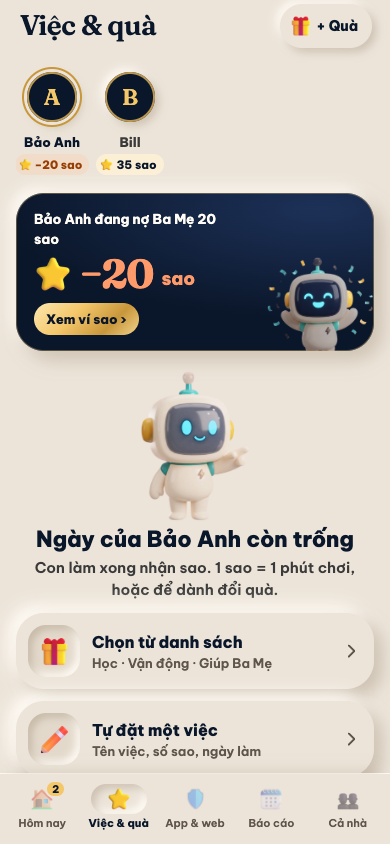 Việc & quà
+ Quà
A
B
Bảo Anh
Bill
−20 sao
35 sao
Bảo Anh đang nợ Ba Mẹ 20
sao
−20 sao
Xem ví sao ›
Ngày của Bảo Anh còn trống
Con làm xong nhận sao. 1 sao = 1 phút chơi,
hoặc để dành đổi quà.
Chọn từ danh sách
Học · Vận động · Giúp Ba Mẹ
Tự đặt một việc
Tên việc, số sao, ngày làm
2
Hôm nay
Việc & quà
App & web
Báo cáo
Cả nhà